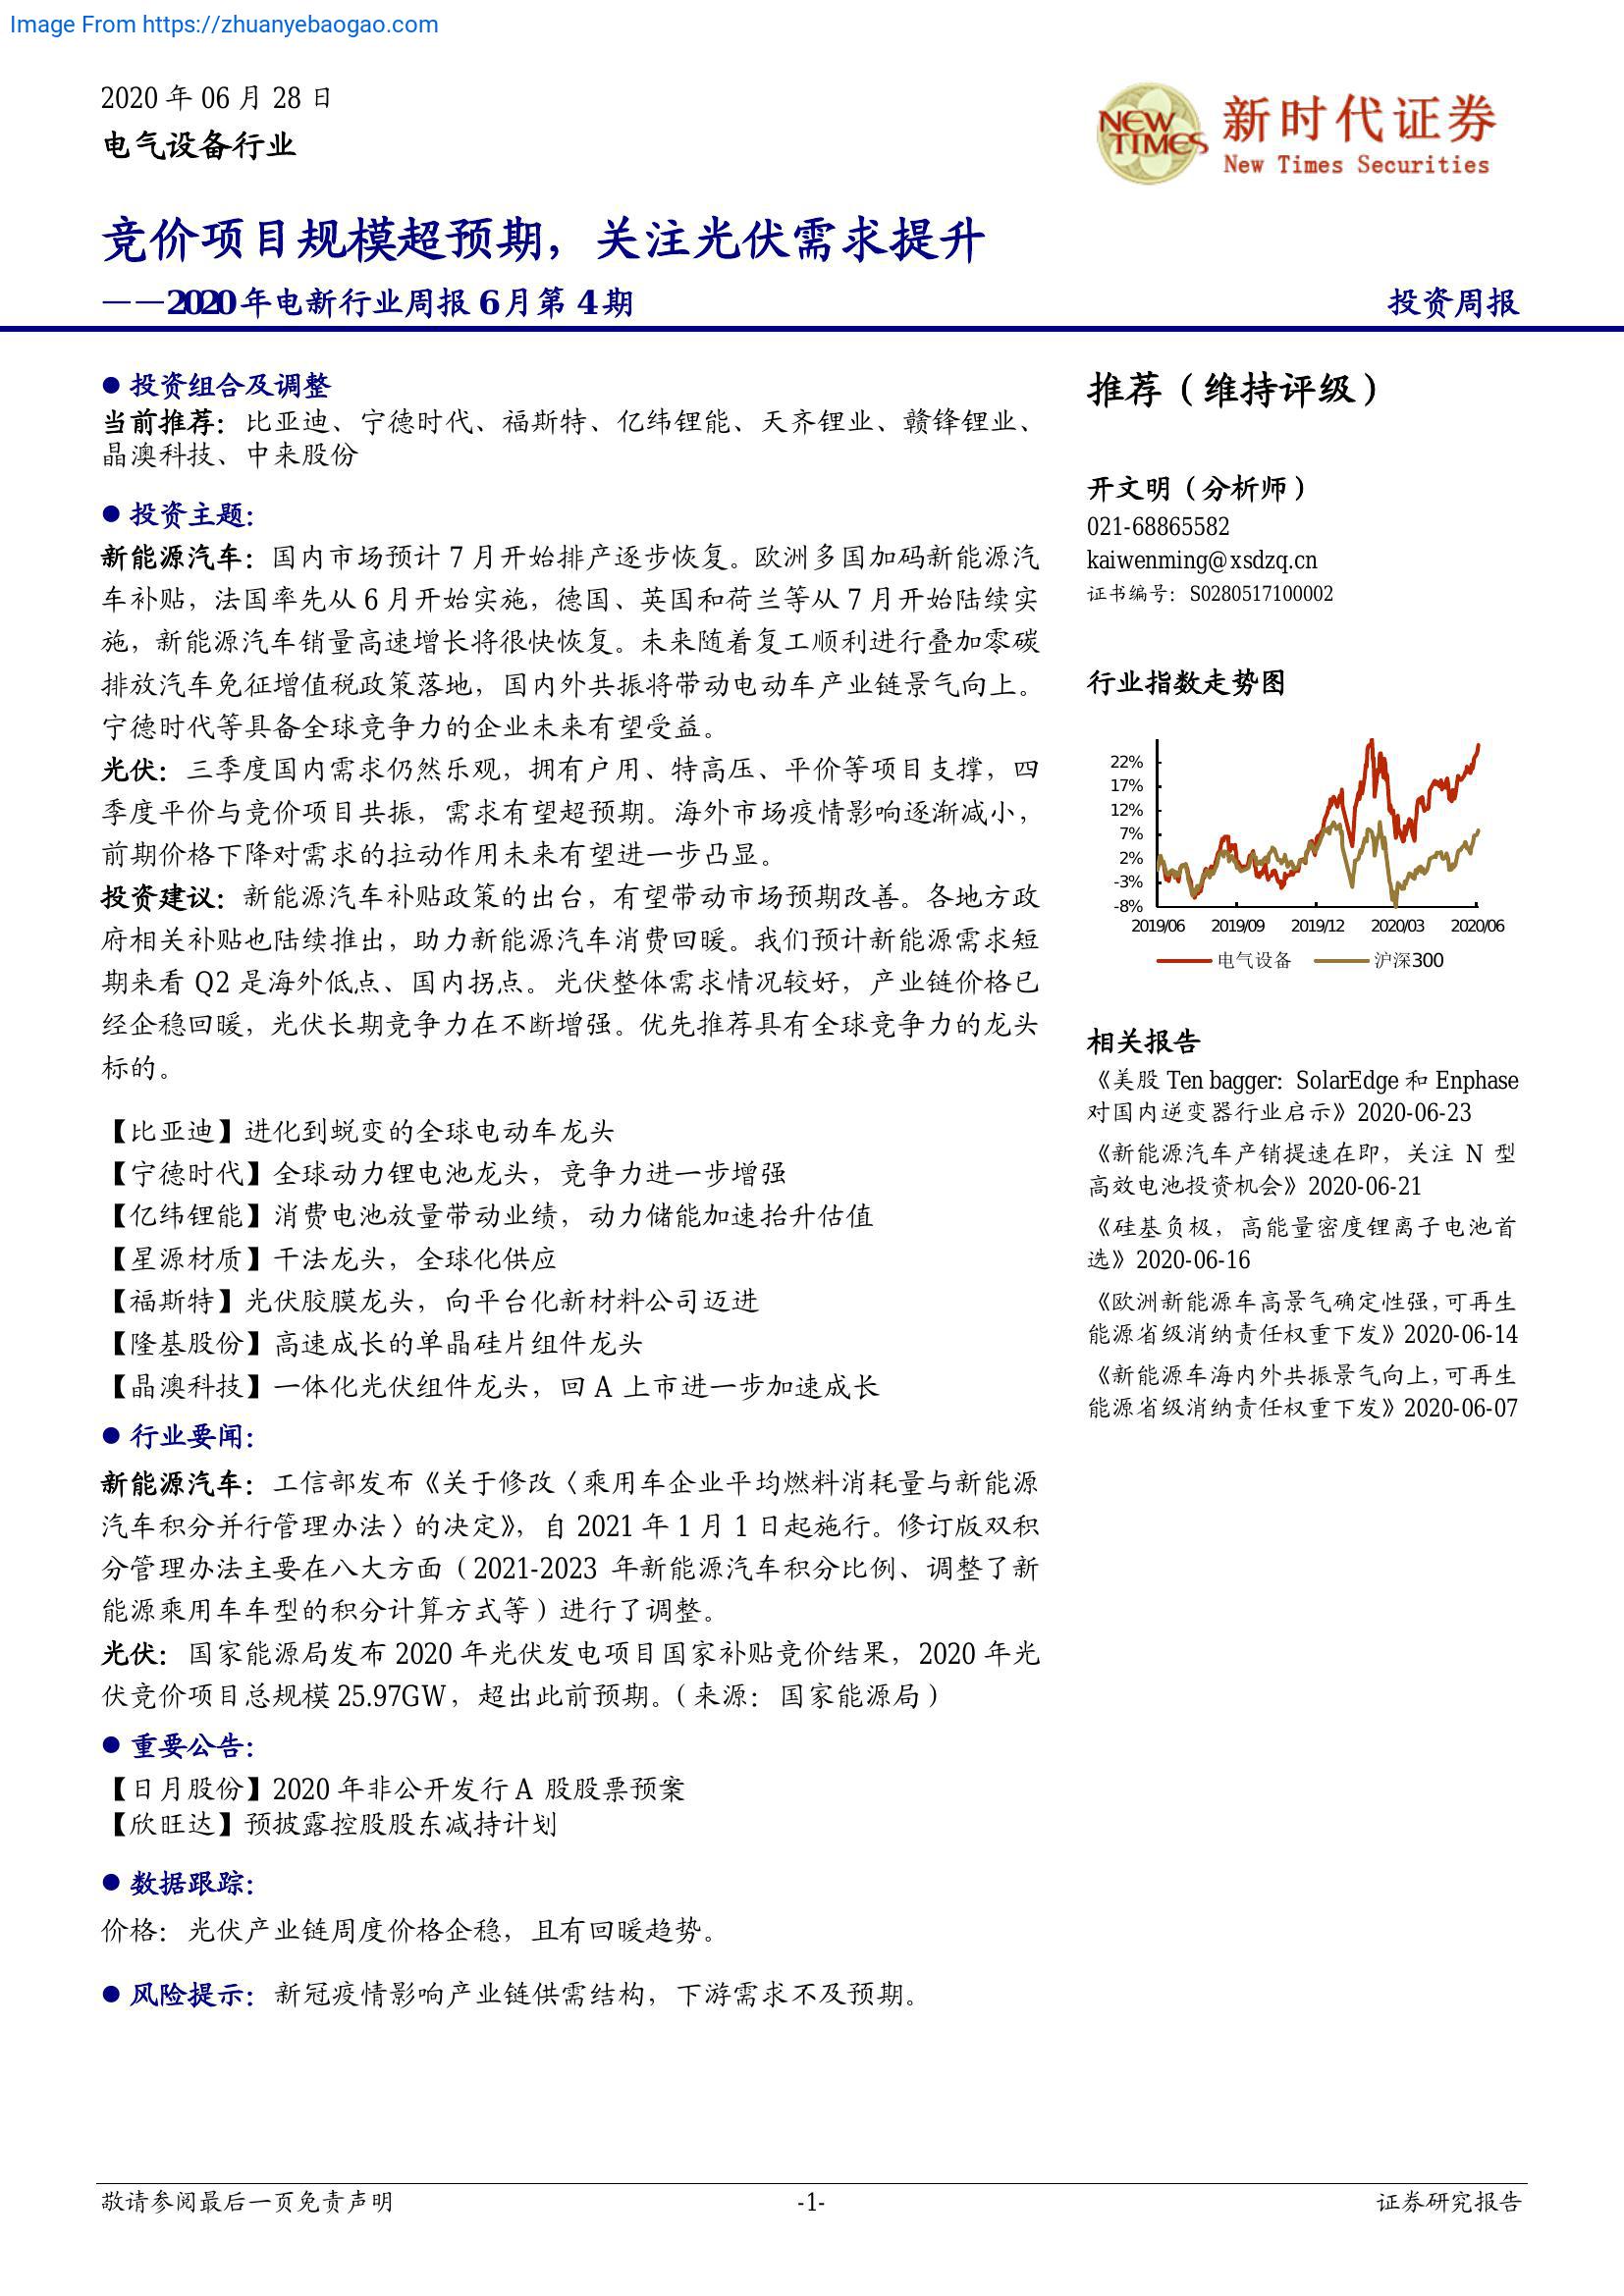 Image From https://zhuanyebaogao.com
2020 年 06 月 28 日
电气设备行业
NEW TIMES
新时代证券
New Times Securities
竞价项目规模超预期，关注光伏需求提升
——2020 年电新行业周报 6 月第 4 期
投资周报
● 投资组合及调整
当前推荐：比亚迪、宁德时代、福斯特、亿纬锂能、天齐锂业、赣锋锂业、
晶澳科技、中来股份
● 投资主题：
新能源汽车：国内市场预计 7 月开始排产逐步恢复。欧洲多国加码新能源汽
车补贴，法国率先从 6 月开始实施，德国、英国和荷兰等从 7 月开始陆续实
施，新能源汽车销量高速增长将很快恢复。未来随着复工顺利进行叠加零碳
排放汽车免征增值税政策落地，国内外共振将带动电动车产业链景气向上。
宁德时代等具备全球竞争力的企业未来有望受益。
光伏：三季度国内需求仍然乐观，拥有户用、特高压、平价等项目支撑，四
季度平价与竞价项目共振，需求有望超预期。海外市场疫情影响逐渐减小，
前期价格下降对需求的拉动作用未来有望进一步凸显。
投资建议：新能源汽车补贴政策的出台，有望带动市场预期改善。各地方政
府相关补贴也陆续推出，助力新能源汽车消费回暖。我们预计新能源需求短
期来看 Q2 是海外低点、国内拐点。光伏整体需求情况较好，产业链价格已
经企稳回暖，光伏长期竞争力在不断增强。优先推荐具有全球竞争力的龙头
标的。
【比亚迪】进化到蜕变的全球电动车龙头
【宁德时代】全球动力锂电池龙头，竞争力进一步增强
【亿纬锂能】消费电池放量带动业绩，动力储能加速抬升估值
【星源材质】干法龙头，全球化供应
【福斯特】光伏胶膜龙头，向平台化新材料公司迈进
【隆基股份】高速成长的单晶硅片组件龙头
【晶澳科技】一体化光伏组件龙头，回 A 上市进一步加速成长
● 行业要闻：
新能源汽车：工信部发布《关于修改〈乘用车企业平均燃料消耗量与新能源
汽车积分并行管理办法〉的决定》，自 2021 年 1 月 1 日起施行。修订版双积
分管理办法主要在八大方面（2021-2023 年新能源汽车积分比例、调整了新
能源乘用车车型的积分计算方式等）进行了调整。
光伏：国家能源局发布 2020 年光伏发电项目国家补贴竞价结果，2020 年光
伏竞价项目总规模 25.97GW，超出此前预期。（来源：国家能源局）
● 重要公告：
【日月股份】2020 年非公开发行 A 股股票预案
【欣旺达】预披露控股股东减持计划
● 数据跟踪：
价格：光伏产业链周度价格企稳，且有回暖趋势。
● 风险提示：新冠疫情影响产业链供需结构，下游需求不及预期。
推荐（维持评级）
开文明（分析师）
021-68865582
kaiwenming@xsdzq.cn
证书编号：S0280517100002
行业指数走势图
22%
17%
12%
7%
2%
-3%
-8%
2019/06 2019/09 2019/12 2020/03 2020/06
电气设备 沪深300
相关报告
《美股 Ten bagger：SolarEdge 和 Enphase
对国内逆变器行业启示》2020-06-23
《新能源汽车产销提速在即，关注 N 型
高效电池投资机会》2020-06-21
《硅基负极，高能量密度锂离子电池首
选》2020-06-16
《欧洲新能源车高景气确定性强，可再生
能源省级消纳责任权重下发》2020-06-14
《新能源车海内外共振景气向上，可再生
能源省级消纳责任权重下发》2020-06-07
敬请参阅最后一页免责声明
-1-
证券研究报告